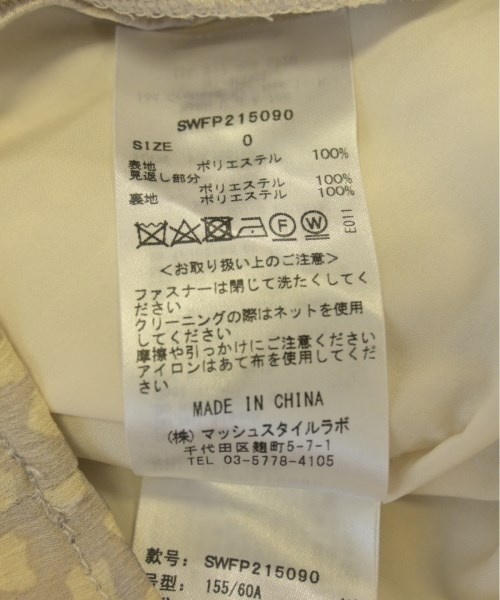 SWFP215090
SIZE 0
表地 ポリエステル 100%
見返し部分
ポリエステル 100%
裏地 ポリエステル 100%
F W
E011
<お取り扱い上のご注意>
ファスナーは閉じて洗たくしてく
ださい
クリーニングの際はネットを使用
してください
摩擦や引っかけにご注意ください
アイロンはあて布を使用してくだ
さい
MADE IN CHINA
(株) マッシュスタイルラボ
千代田区麹町5-7-1
TEL 03-5778-4105
款号: SWFP215090
号型: 155/60A